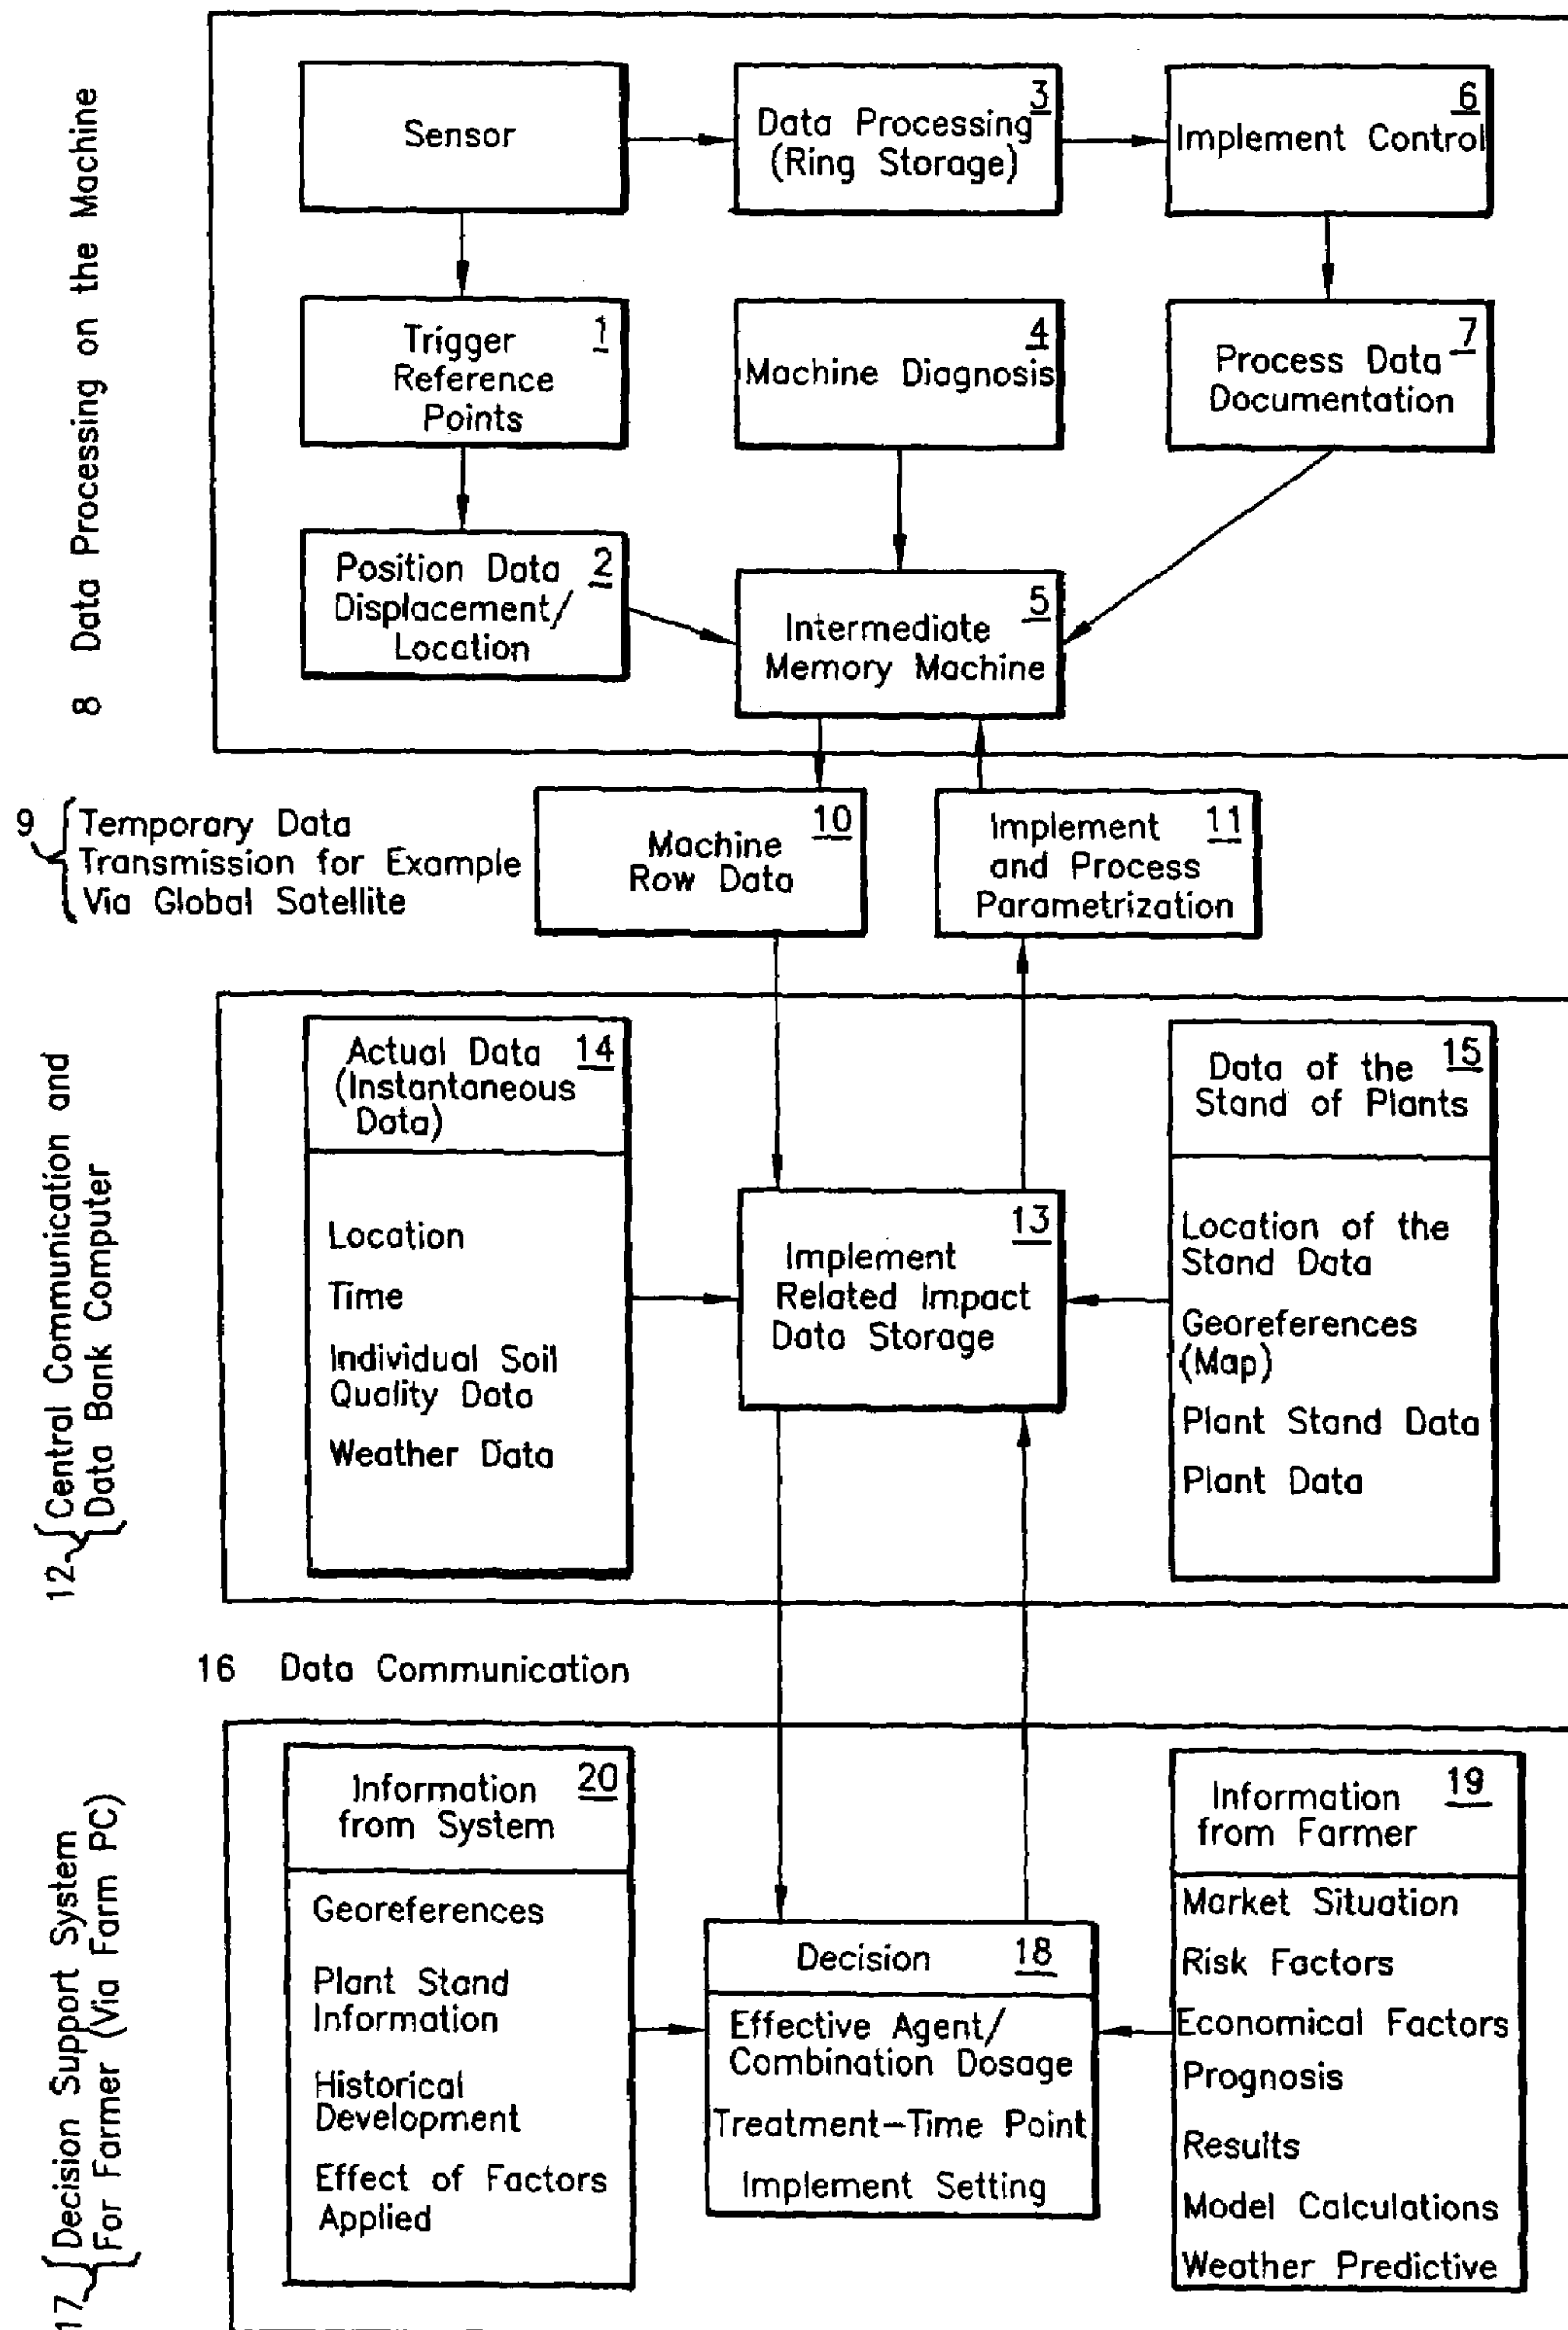 8 Data Processing on the Machine
Sensor
3
Data Processing
(Ring Storage)
6
Implement Control
1
Trigger
Reference
Points
4
Machine Diagnosis
7
Process Data
Documentation
2
Position Data
Displacement/
Location
5
Intermediate
Memory Machine
9
Temporary Data
Transmission for Example
Via Global Satellite
10
Machine
Row Data
11
Implement
and Process
Parametrization
12
Central Communication and
Data Bank Computer
14
Actual Data
(Instantaneous
Data)
Location
Time
Individual Soil
Quality Data
Weather Data
13
Implement
Related Impact
Data Storage
15
Data of the
Stand of Plants
Location of the
Stand Data
Georeferences
(Map)
Plant Stand Data
Plant Data
16 Data Communication
17
Decision Support System
For Farmer (Via Farm PC)
20
Information
from System
Georeferences
Plant Stand
Information
Historical
Development
Effect of Factors
Applied
Decision 18
Effective Agent/
Combination Dosage
Treatment-Time Point
Implement Setting
19
Information
from Farmer
Market Situation
Risk Factors
Economical Factors
Prognosis
Results
Model Calculations
Weather Predictive